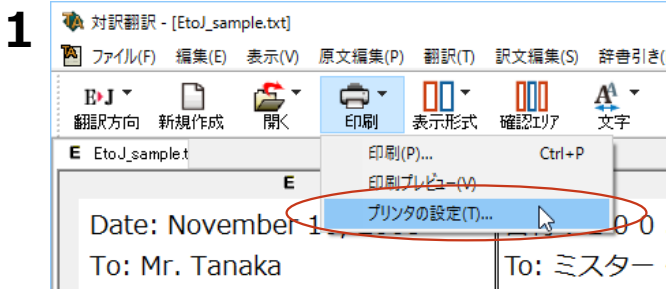 1
対訳翻訳 - [EtoJ_sample.txt]
ファイル(F) 編集(E) 表示(V) 原文編集(P) 翻訳(T) 訳文編集(S) 辞書引き(
E▸J
翻訳方向 新規作成 開く 印刷 表示形式 確認エリア 文字
E EtoJ_sample.t
印刷(P)... Ctrl+P
E
印刷プレビュー(V)
プリンタの設定(T)...
Date: November
To: Mr. Tanaka
To: ミスター